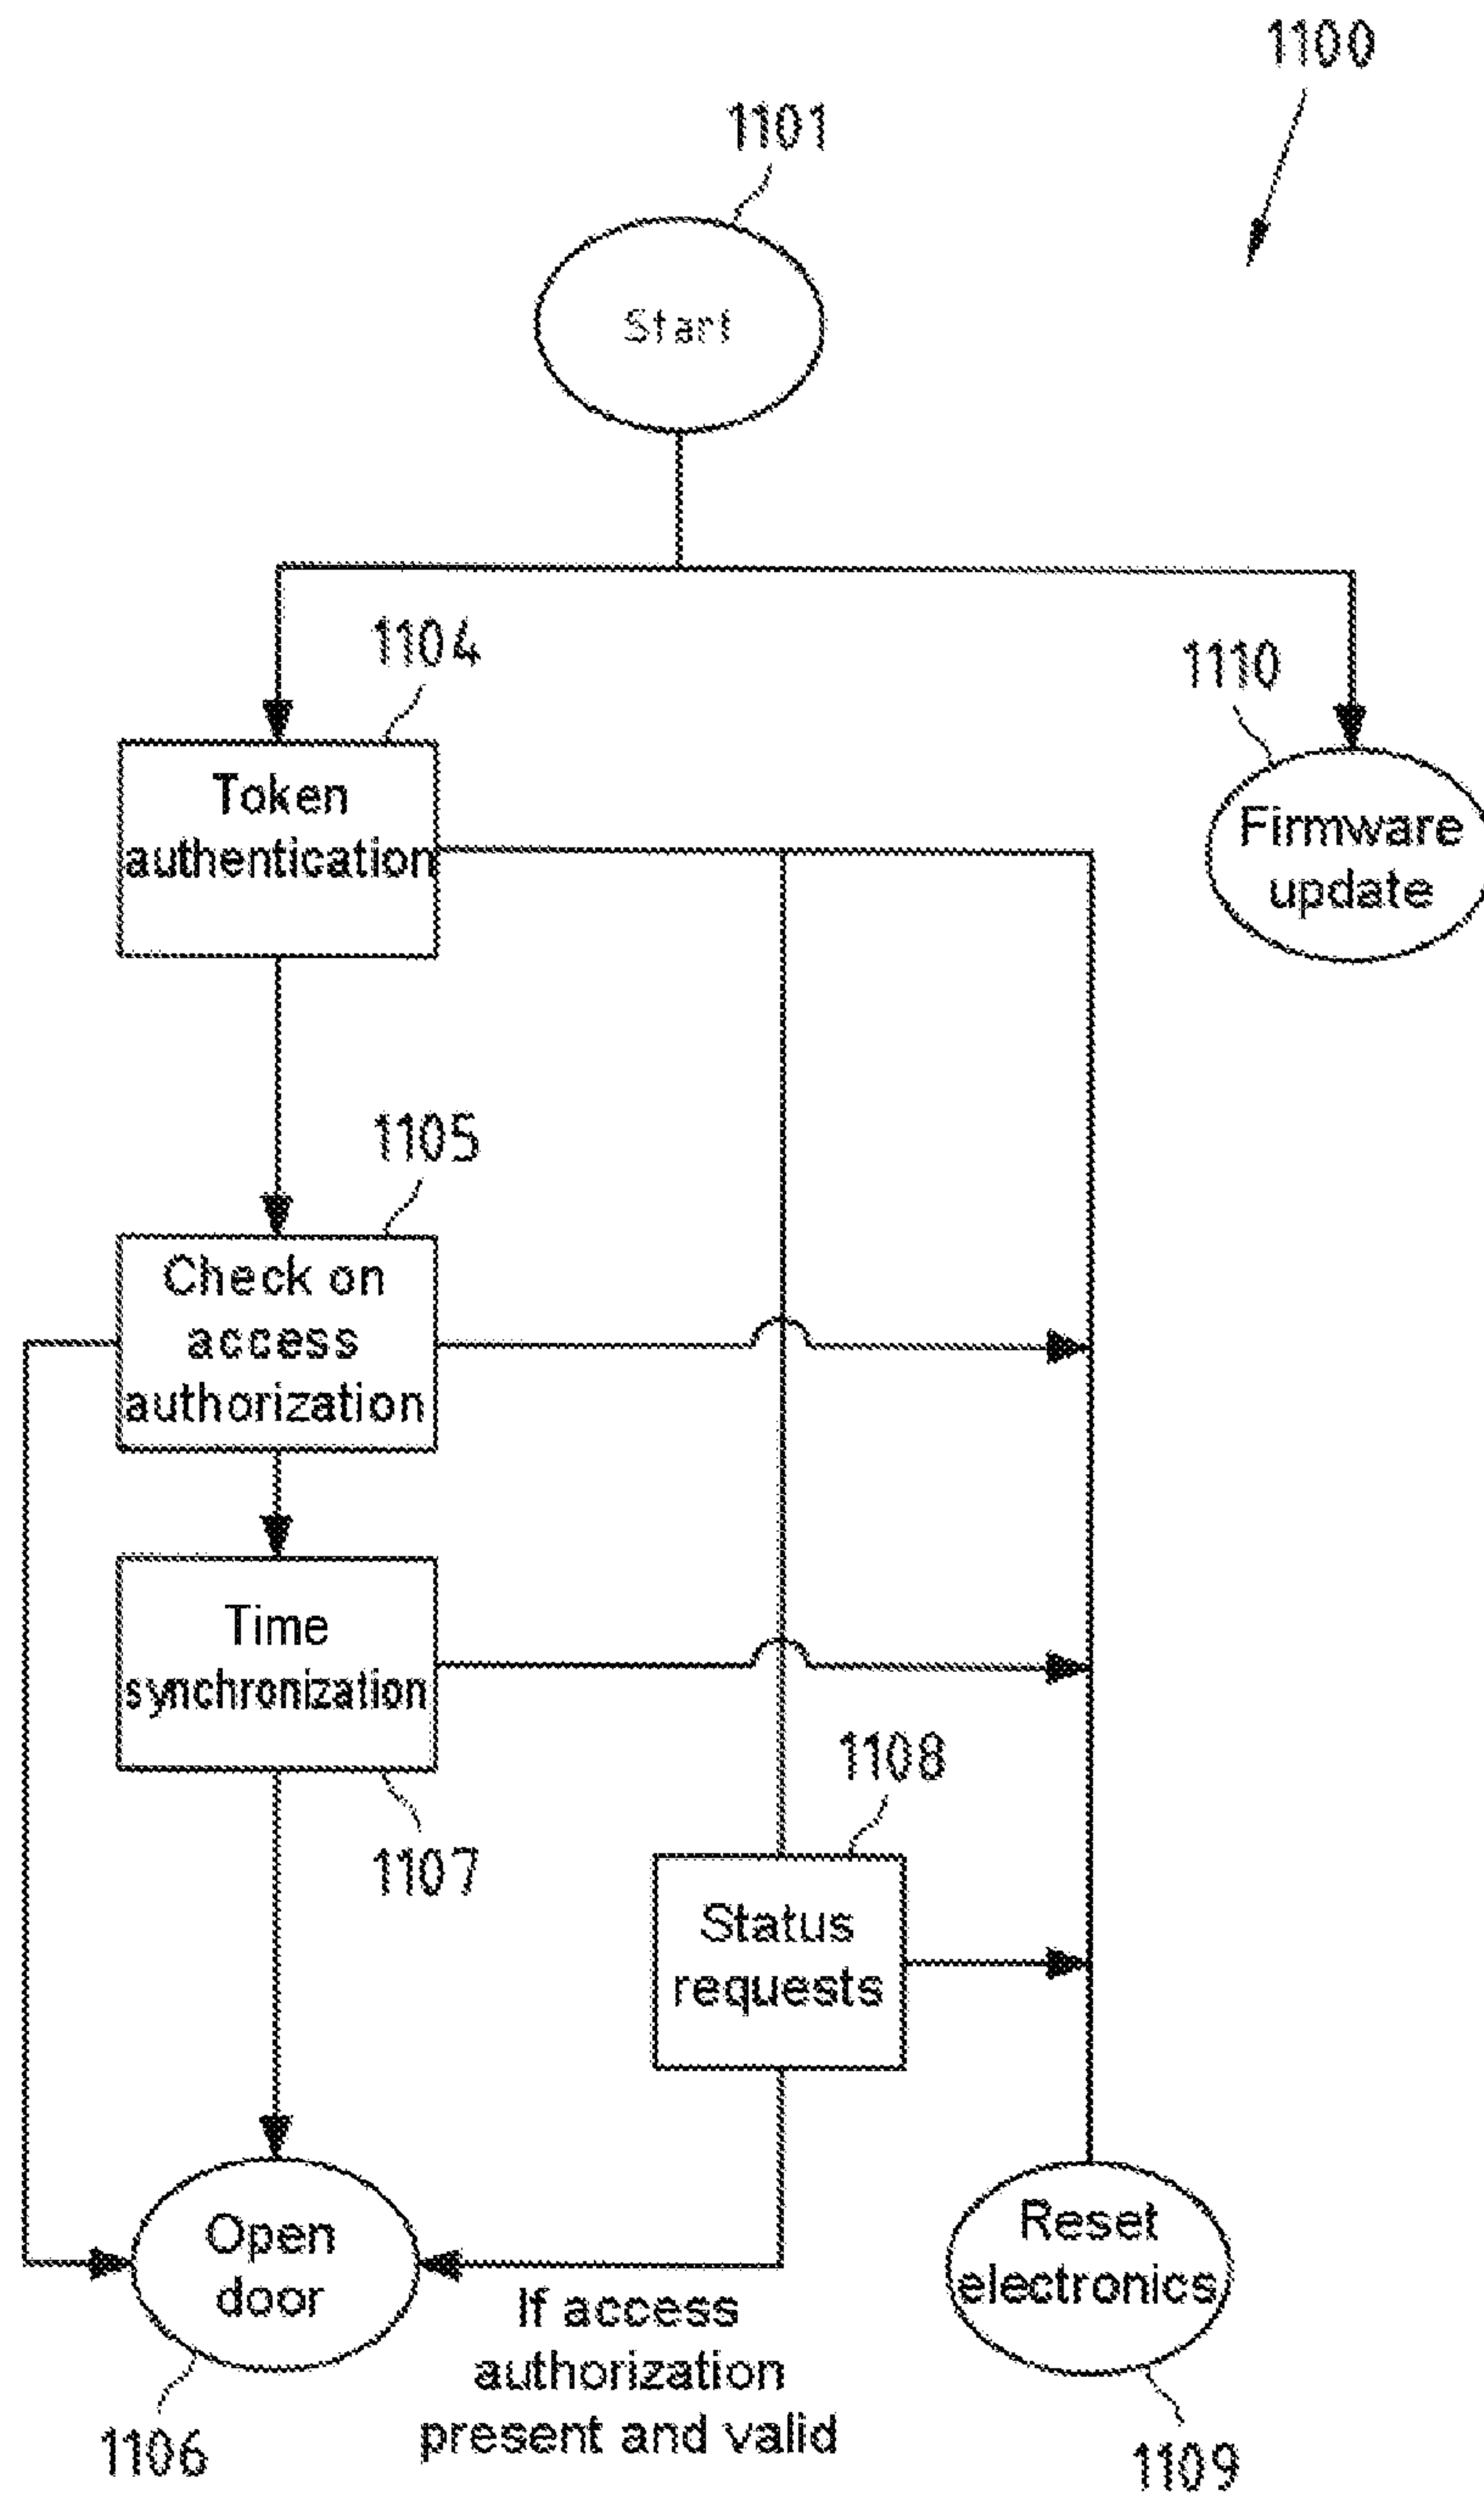 1100
1101
Start
1104
1110
Token
authentication
Firmware
update
1105
Check on
access
authorization
Time
synchronization
1108
1107
Status
requests
Open
door
Reset
electronics
If access
authorization
present and valid
1106
1109